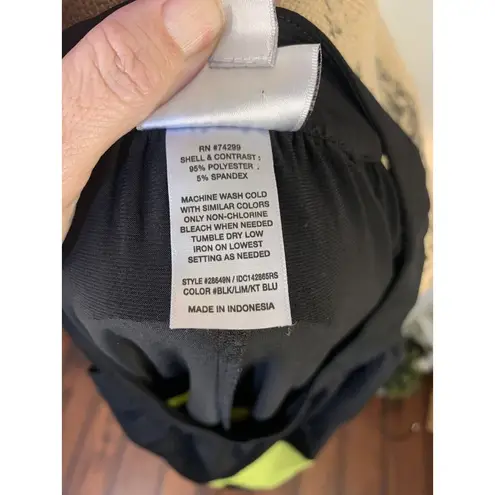 RN #74299
SHELL & CONTRAST:
95% POLYESTER
5% SPANDEX
MACHINE WASH COLD
WITH SIMILAR COLORS
ONLY NON-CHLORINE
BLEACH WHEN NEEDED
TUMBLE DRY LOW
IRON ON LOWEST
SETTING AS NEEDED
STYLE #28649N / IDC142865RS
COLOR #BLK/LIM/KT BLU
MADE IN INDONESIA